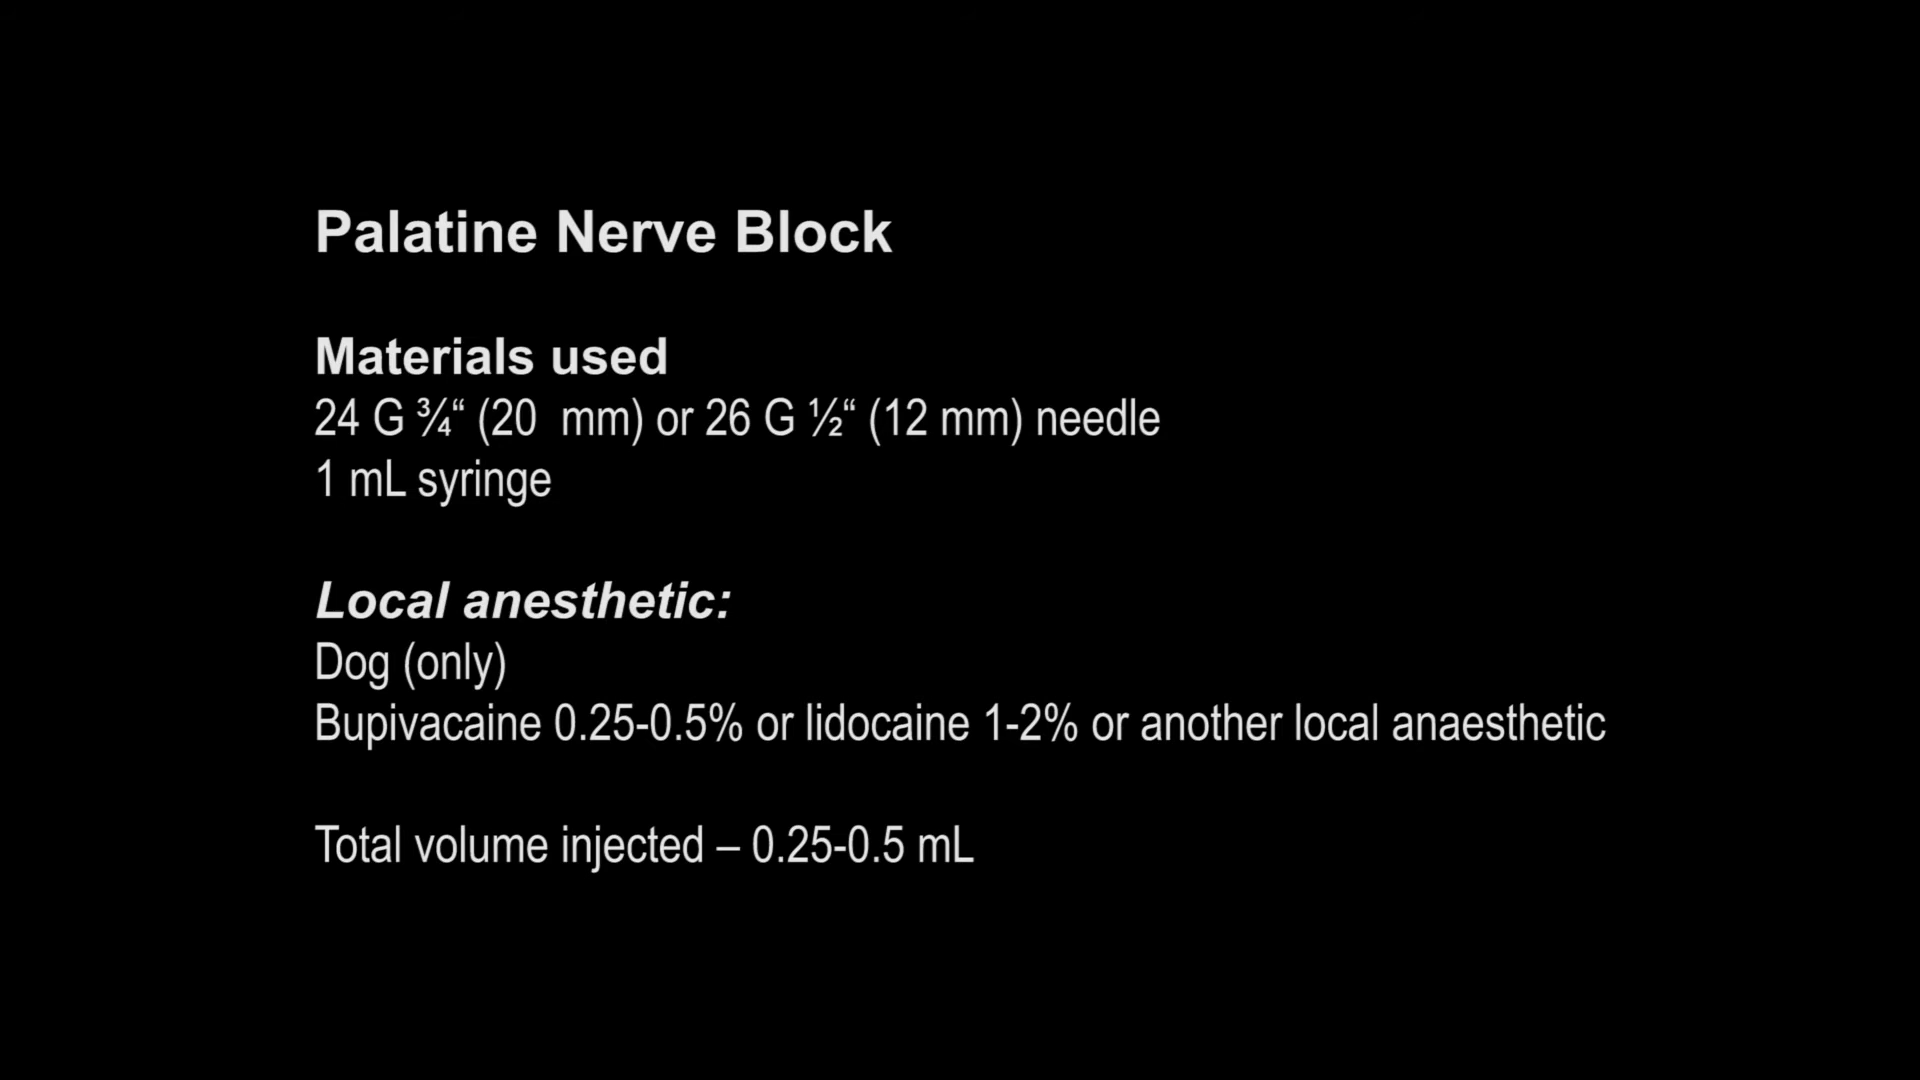 Palatine Nerve Block
Materials used
24 G ¾“ (20  mm) or 26 G ½“ (12 mm) needle
1 mL syringe
Local anesthetic:
Dog (only)
Bupivacaine 0.25-0.5% or lidocaine 1-2% or another local anaesthetic
Total volume injected – 0.25-0.5 mL